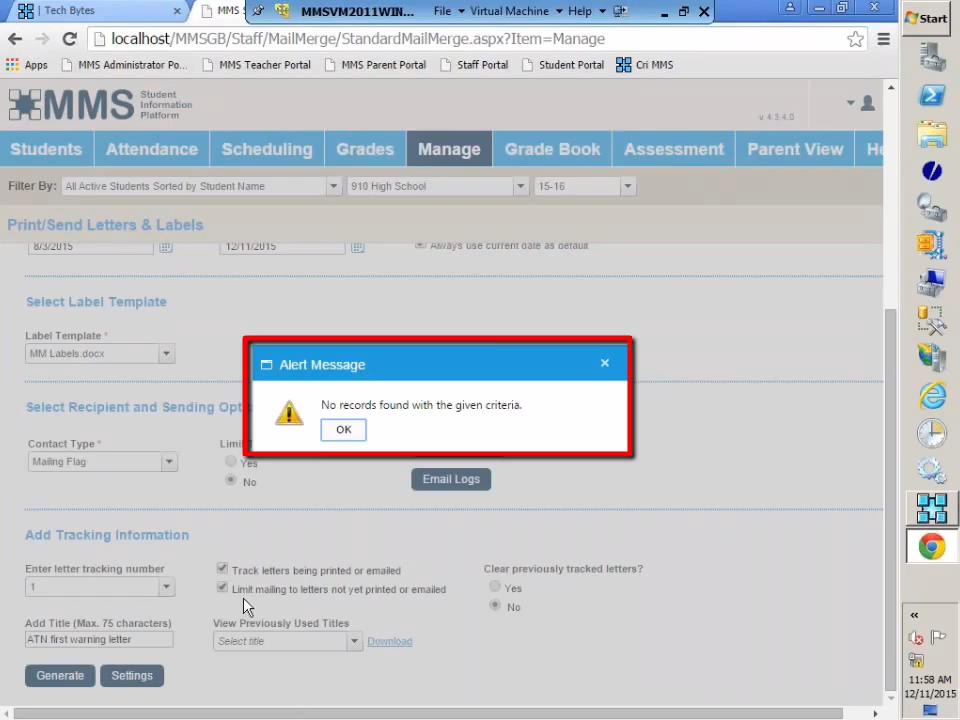 Tech Bytes
MMS S
MMSVM2011WIN...
File
Virtual Machine
Help
Start
localhost/MMSGB/Staff/MailMerge/StandardMailMerge.aspx?Item=Manage
Apps
MMS Administrator Po...
MMS Teacher Portal
MMS Parent Portal
Staff Portal
Student Portal
Cri MMS
MMS
Student
Information
Platform
v 4.3.4.0
Students
Attendance
Scheduling
Grades
Manage
Grade Book
Assessment
Parent View
He
Filter By:
All Active Students Sorted by Student Name
910 High School
15-16
Print/Send Letters & Labels
8/3/2015
12/11/2015
Always use current date as default
Select Label Template
Label Template *
MM Labels.docx
Alert Message
No records found with the given criteria.
OK
Select Recipient and Sending Opti
Contact Type *
Limi
Mailing Flag
Yes
No
Email Logs
Add Tracking Information
Enter letter tracking number
Track letters being printed or emailed
Clear previously tracked letters?
1
Limit mailing to letters not yet printed or emailed
Yes
No
Add Title (Max. 75 characters)
View Previously Used Titles
ATN first warning letter
Select title
Download
Generate
Settings
11:58 AM
12/11/2015